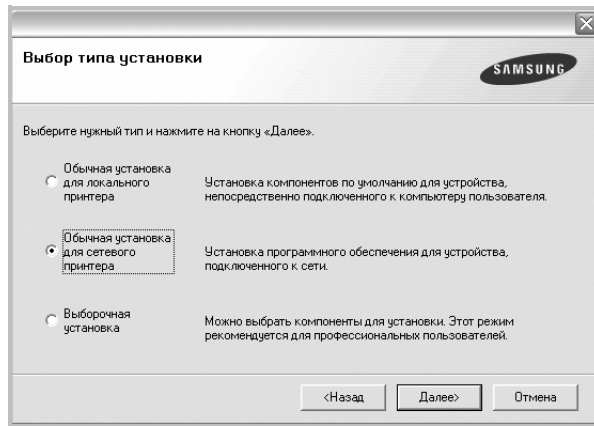 Выбор типа установки
SAMSUNG
Выберите нужный тип и нажмите на кнопку «Далее».
Обычная установка
для локального
принтера
Установка компонентов по умолчанию для устройства,
непосредственно подключенного к компьютеру пользователя.
Обычная установка
для сетевого
принтера
Установка программного обеспечения для устройства,
подключенного к сети.
Выборочная
установка
Можно выбрать компоненты для установки. Этот режим
рекомендуется для профессиональных пользователей.
<Назад
Далее>
Отмена